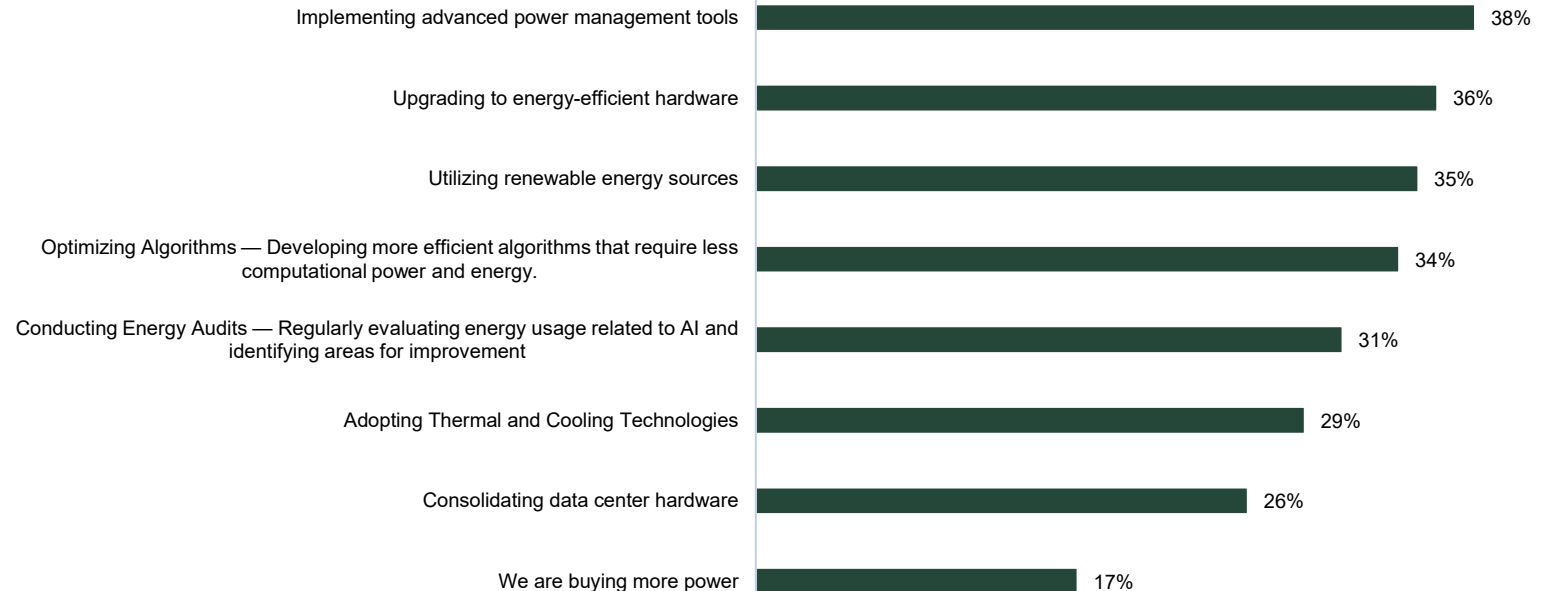 Implementing advanced power management tools 38%
Upgrading to energy-efficient hardware 36%
Utilizing renewable energy sources 35%
Optimizing Algorithms — Developing more efficient algorithms that require less
computational power and energy.
34%
Conducting Energy Audits — Regularly evaluating energy usage related to AI and
identifying areas for improvement
31%
Adopting Thermal and Cooling Technologies 29%
Consolidating data center hardware 26%
We are buying more power 17%